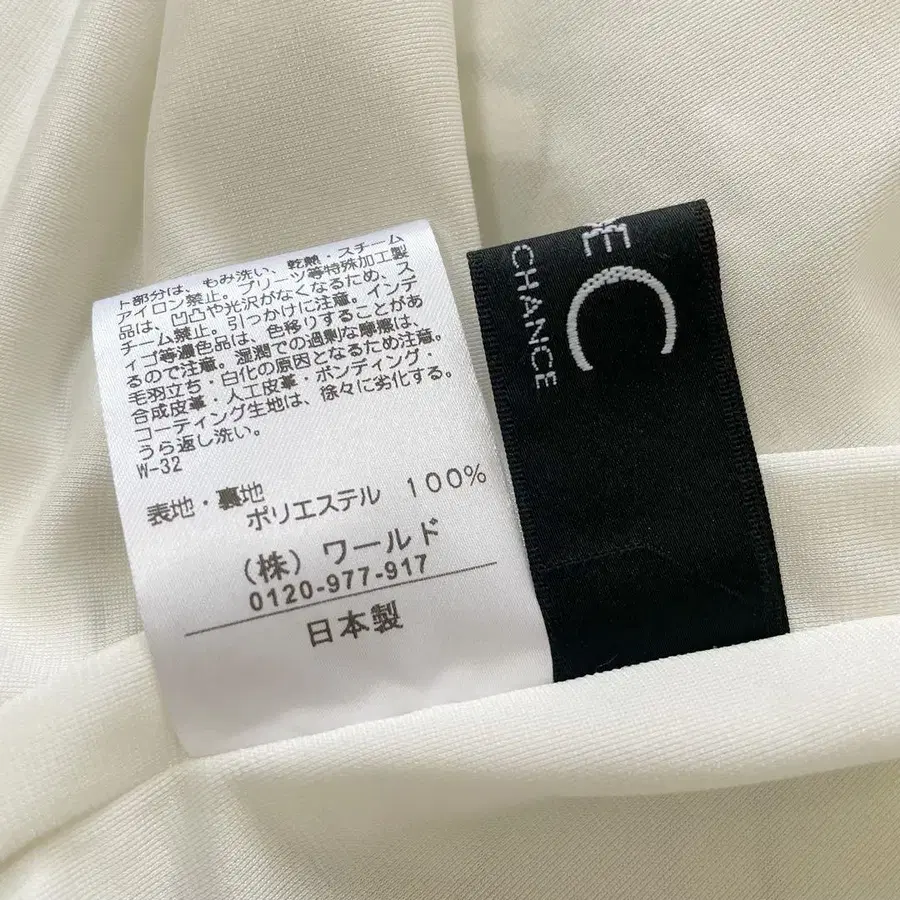 ト部分は、もみ洗い、乾熱・スチーム
アイロン禁止。プリーツ等特殊加工製
品は、凹凸や光沢がなくなるため、ス
チーム禁止。引っかけに注意。インデ
ィゴ等濃色品は、色移りすることがあ
るので注意。湿潤での過剰な摩擦は、
毛羽立ち・白化の原因となるため注意。
合成皮革・人工皮革・ボンディング・
コーティング生地は、徐々に劣化する。
うら返し洗い。
W-32
表地・裏地
ポリエステル 100%
(株) ワールド
0120-977-917
日本製
C
CHANCE